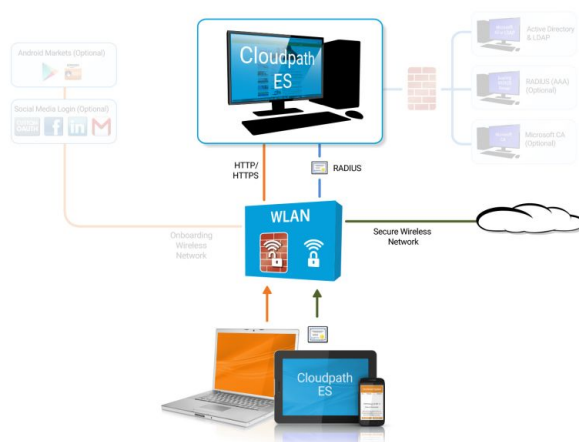 Android Markets (Optional)
Social Media Login (Optional)
Cloudpath
ES
Active Directory
& LDAP
RADIUS (AAA)
(Optional)
Microsoft CA
(Optional)
HTTP/
HTTPS
RADIUS
WLAN
Onboarding
Wireless
Network
Secure Wireless
Network
Cloudpath
ES